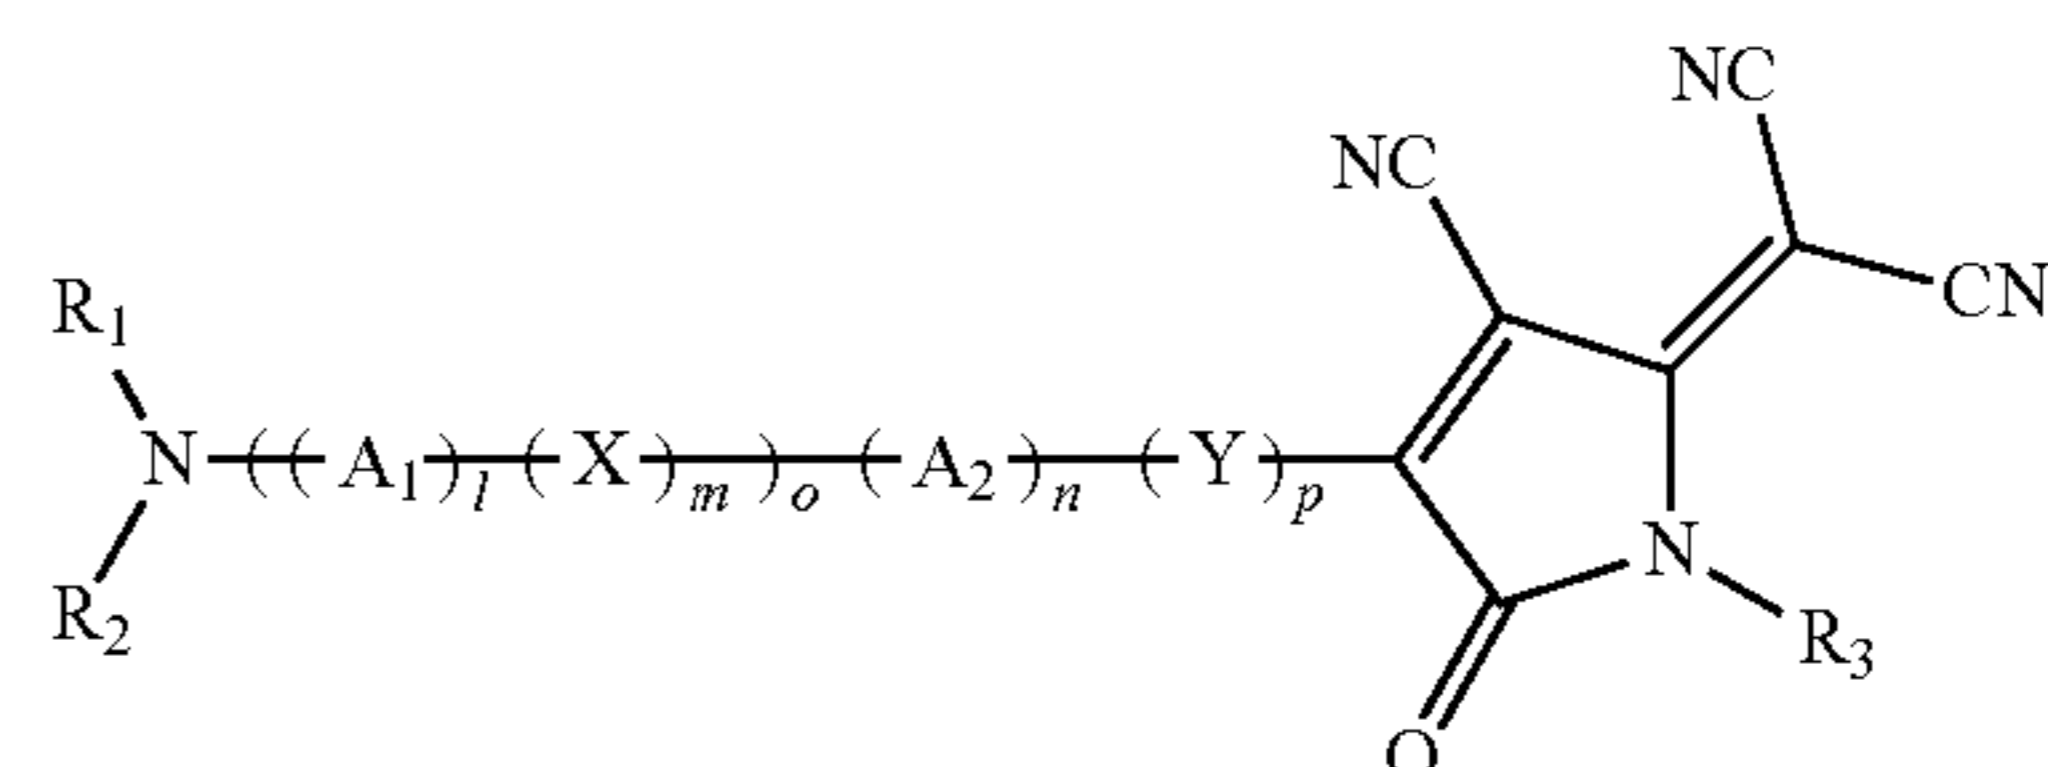 NC
NC
CN
R₁
N—((A₁)ₗ—(X)ₘ)ₒ—(A₂)ₙ—(Y)ₚ
R₂
N
R₃
O